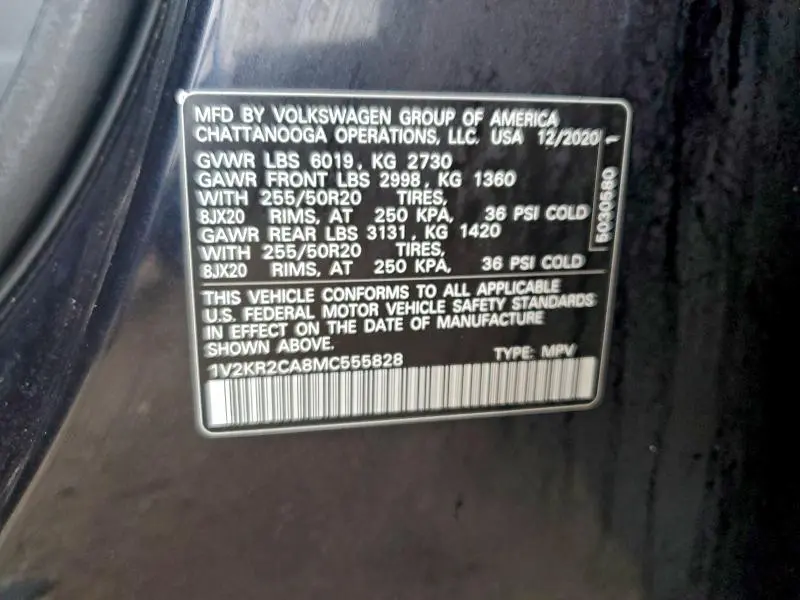 MFD BY VOLKSWAGEN GROUP OF AMERICA
CHATTANOOGA OPERATIONS, LLC. USA 12/2020
GVWR LBS 6019, KG 2730
GAWR FRONT LBS 2998, KG 1360
WITH 255/50R20 TIRES,
8JX20 RIMS, AT 250 KPA, 36 PSI COLD
GAWR REAR LBS 3131, KG 1420
WITH 255/50R20 TIRES,
8JX20 RIMS, AT 250 KPA, 36 PSI COLD
5030580 1
THIS VEHICLE CONFORMS TO ALL APPLICABLE
U.S. FEDERAL MOTOR VEHICLE SAFETY STANDARDS
IN EFFECT ON THE DATE OF MANUFACTURE
SHOWN ABOVE.
1V2KR2CA8MC555828 TYPE: MPV